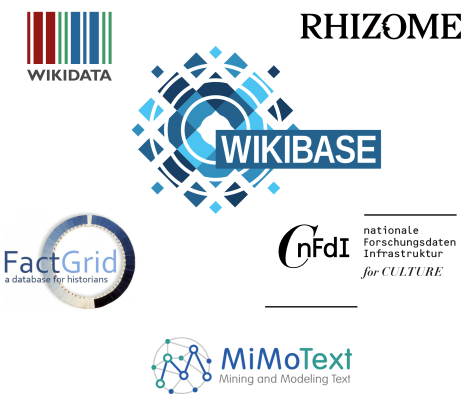 RHIZOME
WIKIDATA
WIKIBASE
nFdI
nationale
Forschungsdaten
Infrastruktur
for CULTURE
FactGrid
a database for historians
MiMoText
Mining and Modeling Text